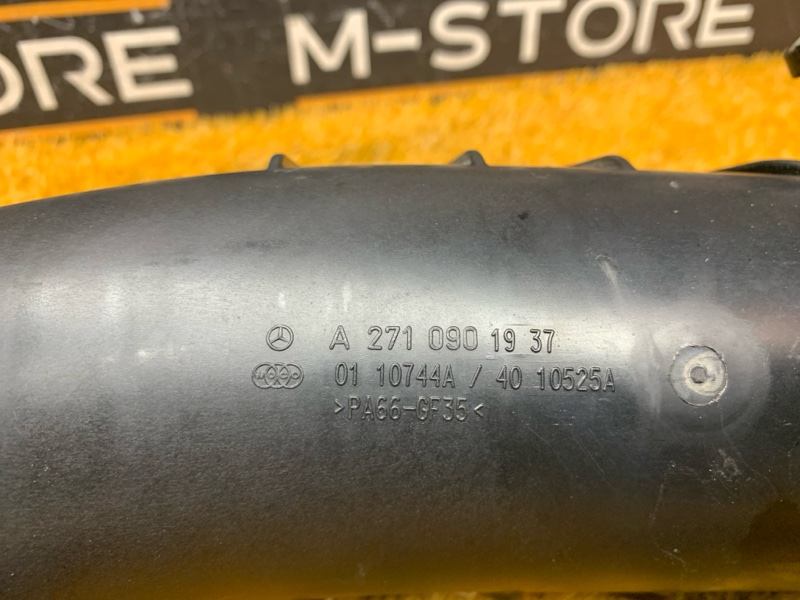 ORE M-STORE
A 271 090 19 37
01 10744A / 40 10525A
>PA66-GF35<